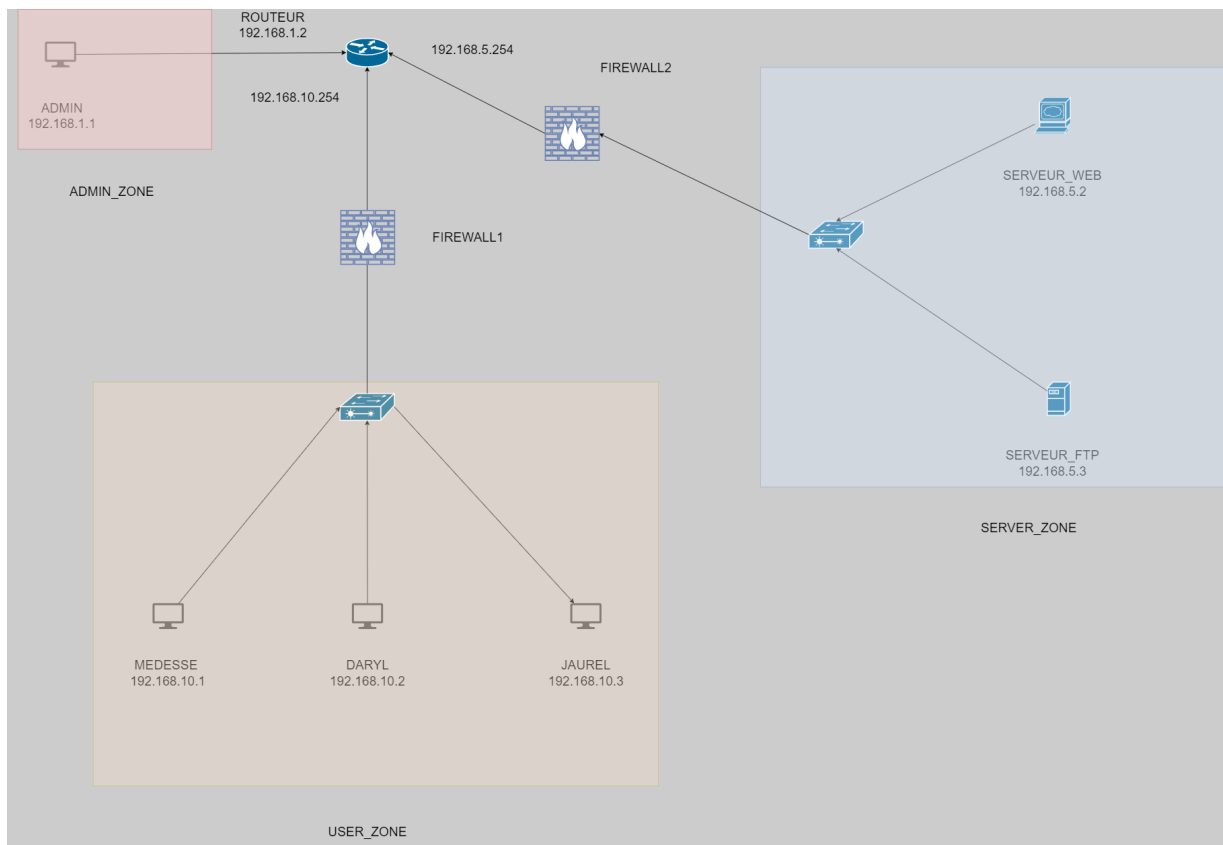 ROUTEUR
192.168.1.2
192.168.5.254
FIREWALL2
192.168.10.254
ADMIN
192.168.1.1
ADMIN_ZONE
SERVEUR_WEB
192.168.5.2
FIREWALL1
SERVEUR_FTP
192.168.5.3
SERVER_ZONE
MEDESSE
192.168.10.1
DARYL
192.168.10.2
JAUREL
192.168.10.3
USER_ZONE